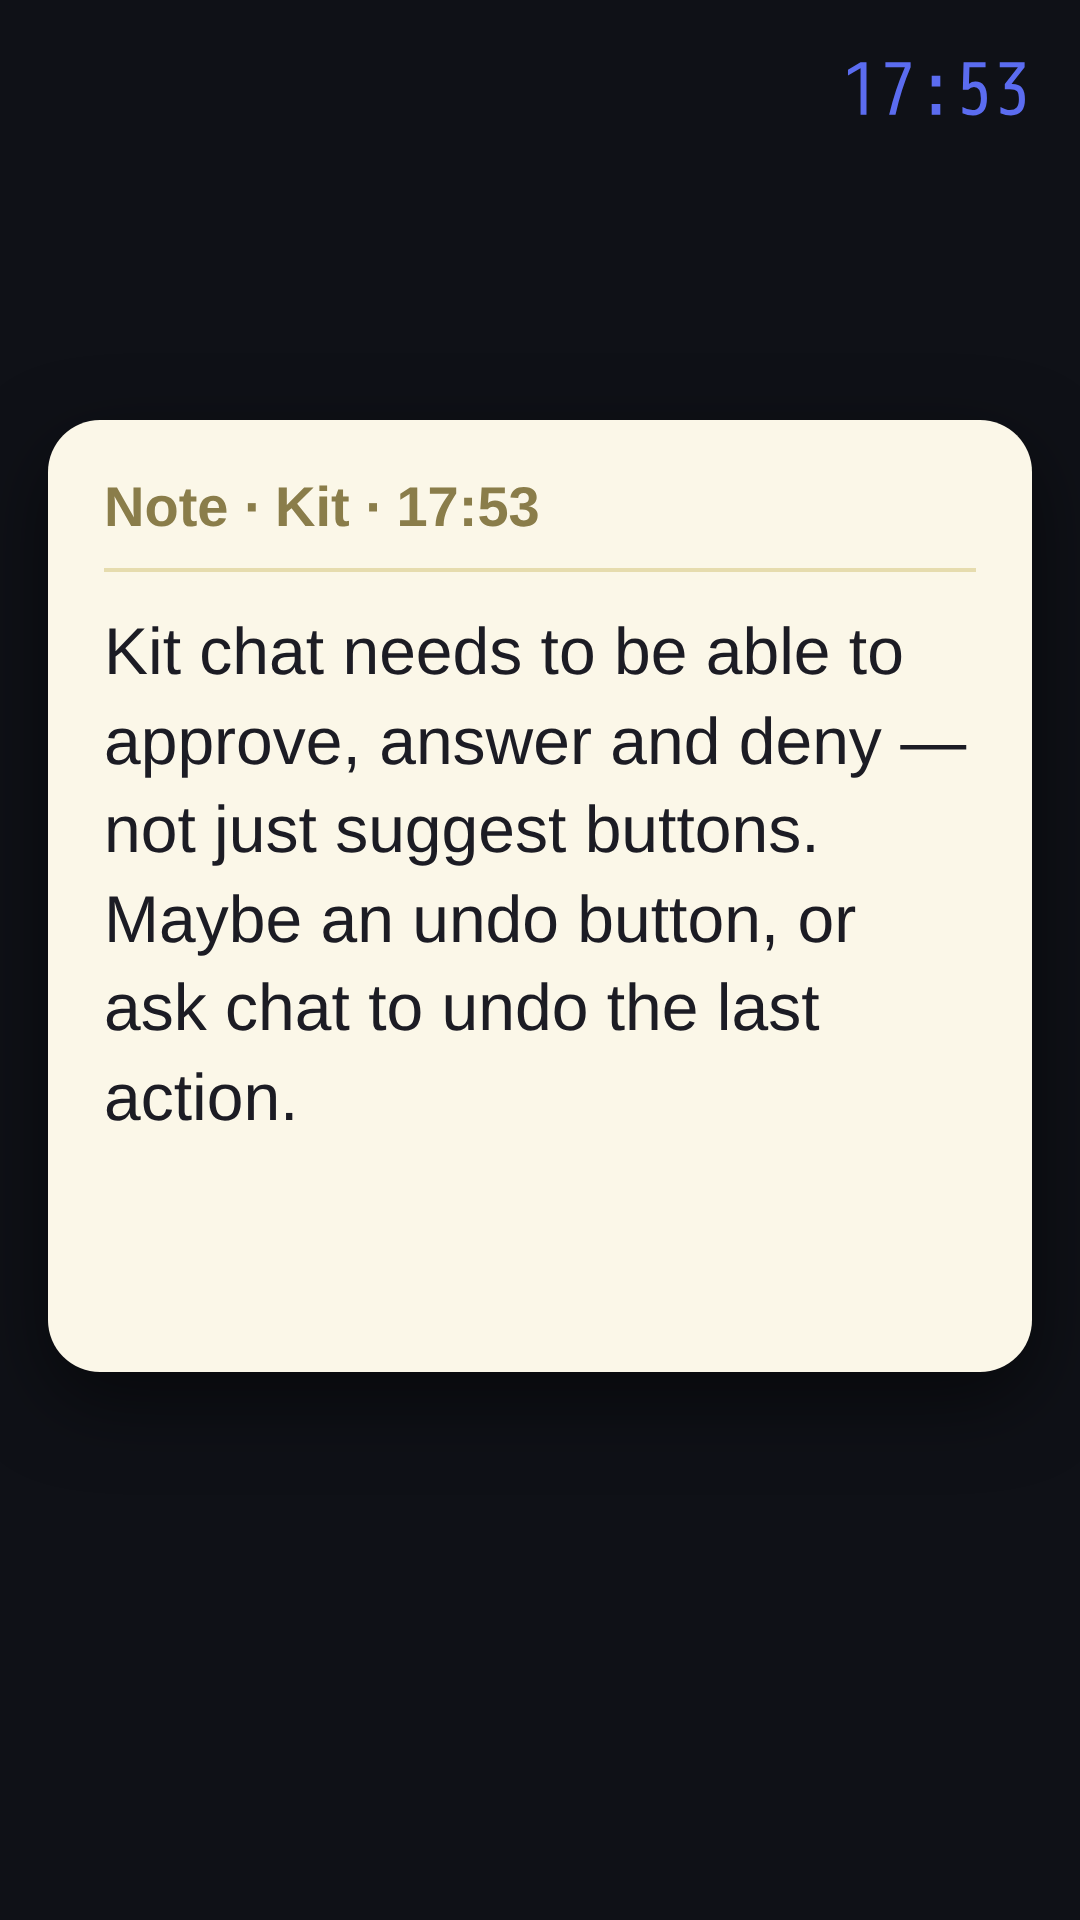 17:53
Note · Kit · 17:53
Kit chat needs to be able to
approve, answer and deny —
not just suggest buttons.
Maybe an undo button, or
ask chat to undo the last
action.